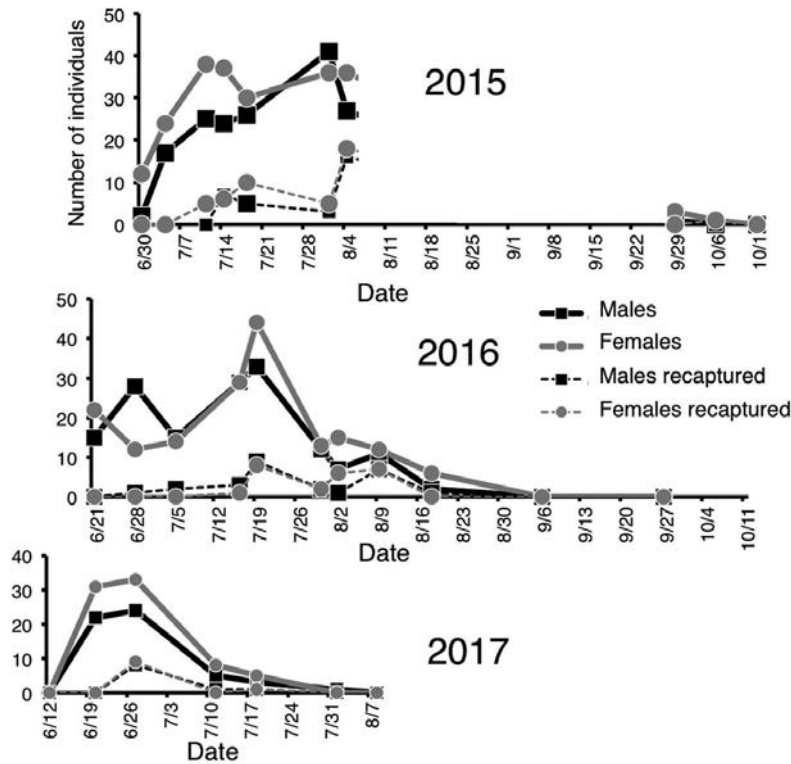 50
40
30
20
10
0
Number of individuals
2015
6/30 7/7 7/14 7/21 7/28 8/4 8/11 8/18 8/25 9/1 9/8 9/15 9/22 9/29 10/6 10/1
Date
50
40
30
20
10
0
2016
Males
Females
Males recaptured
Females recaptured
6/21 6/28 7/5 7/12 7/19 7/26 8/2 8/9 8/16 8/23 8/30 9/6 9/13 9/20 9/27 10/4 10/11
Date
40
30
20
10
0
2017
6/12 6/19 6/26 7/3 7/10 7/17 7/24 7/31 8/7
Date